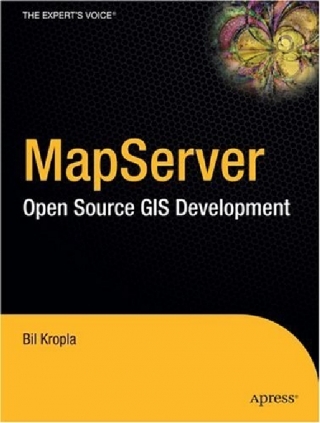 THE EXPERT'S VOICE®
MapServer
Open Source GIS Development
Bil Kropla
Apress®